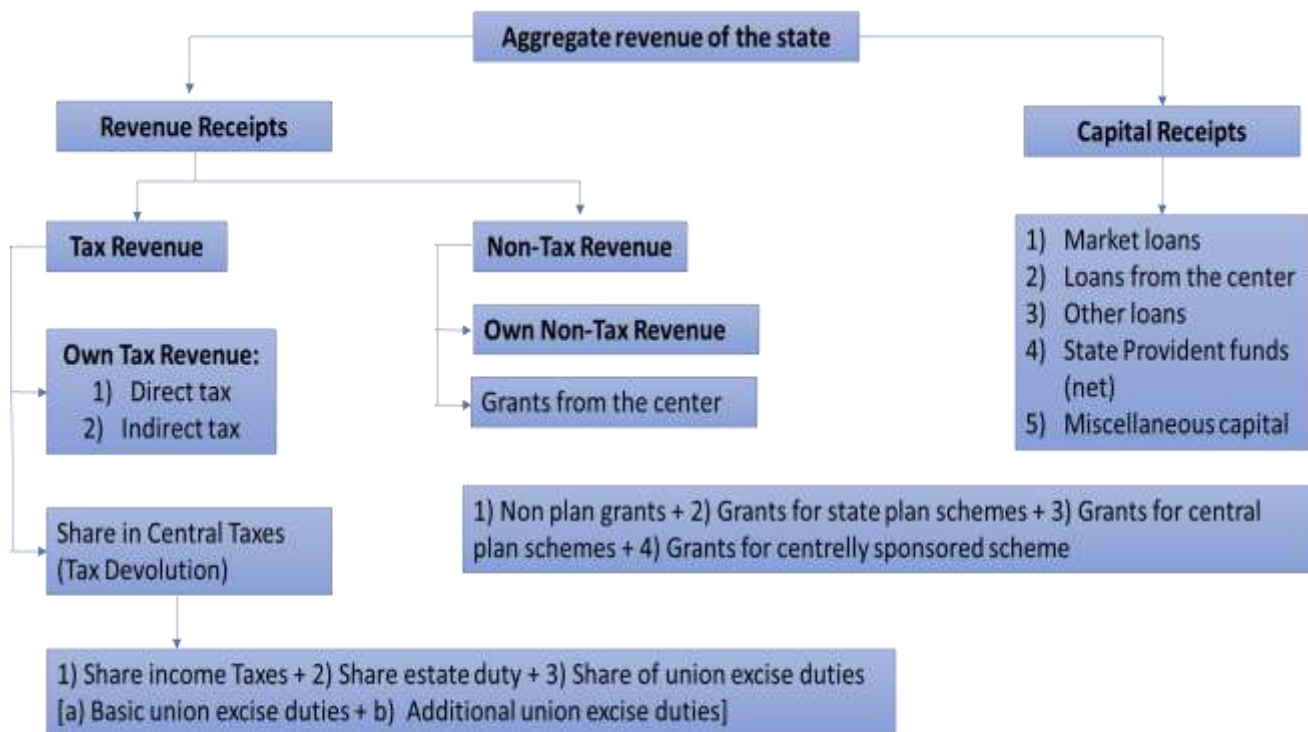 Aggregate revenue of the state
Revenue Receipts
Capital Receipts
Tax Revenue
Non-Tax Revenue
1) Market loans
2) Loans from the center
3) Other loans
4) State Provident funds
(net)
5) Miscellaneous capital
Own Non-Tax Revenue
Own Tax Revenue:
1) Direct tax
2) Indirect tax
Grants from the center
1) Non plan grants + 2) Grants for state plan schemes + 3) Grants for central
plan schemes + 4) Grants for centrelly sponsored scheme
Share in Central Taxes
(Tax Devolution)
1) Share income Taxes + 2) Share estate duty + 3) Share of union excise duties
[a) Basic union excise duties + b) Additional union excise duties]